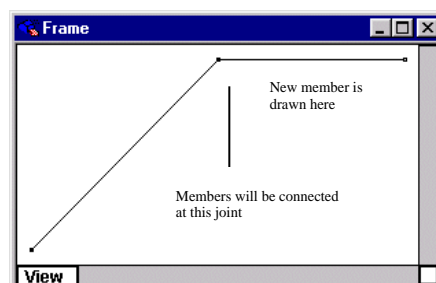 Frame
New member is
drawn here
Members will be connected
at this joint
View